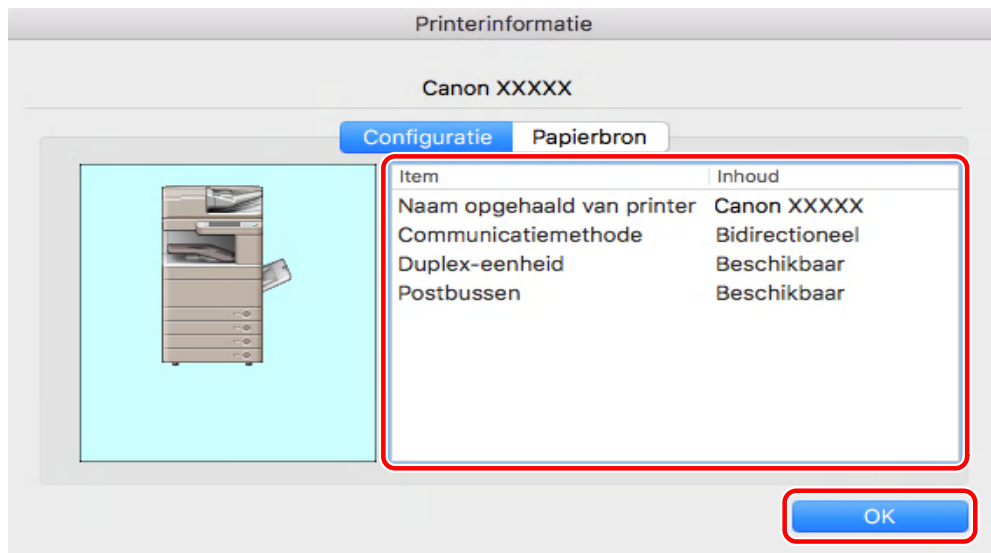 Printerinformatie
Canon XXXXX
Configuratie Papierbron
Item Inhoud
Naam opgehaald van printer Canon XXXXX
Communicatiemethode Bidirectioneel
Duplex-eenheid Beschikbaar
Postbussen Beschikbaar
OK